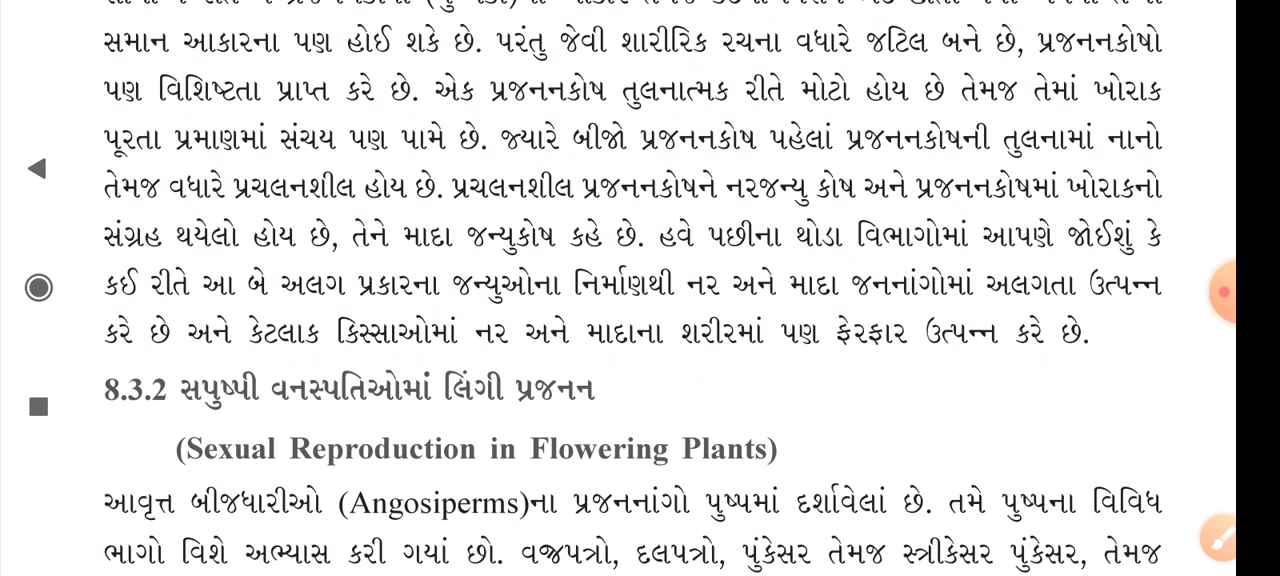 સમાન આકારના પણ હોઈ શકે છે. પરંતુ જેવી શારીરિક રચના વધારે જટિલ બને છે, પ્રજનનકોષો
પણ વિશિષ્ટતા પ્રાપ્ત કરે છે. એક પ્રજનનકોષ તુલનાત્મક રીતે મોટો હોય છે તેમજ તેમાં ખોરાક
પૂરતા પ્રમાણમાં સંચય પણ પામે છે. જ્યારે બીજો પ્રજનનકોષ પહેલાં પ્રજનનકોષની તુલનામાં નાનો
તેમજ વધારે પ્રચલનશીલ હોય છે. પ્રચલનશીલ પ્રજનનકોષને નરજન્યુ કોષ અને પ્રજનનકોષમાં ખોરાકનો
સંગ્રહ થયેલો હોય છે, તેને માદા જન્યુકોષ કહે છે. હવે પછીના થોડા વિભાગોમાં આપણે જોઈશું કે
કઈ રીતે આ બે અલગ પ્રકારના જન્યુઓના નિર્માણથી નર અને માદા જનનાંગોમાં અલગતા ઉત્પન્ન
કરે છે અને કેટલાક કિસ્સાઓમાં નર અને માદાના શરીરમાં પણ ફેરફાર ઉત્પન્ન કરે છે.
8.3.2 સપુષ્પી વનસ્પતિઓમાં લિંગી પ્રજનન
(Sexual Reproduction in Flowering Plants)
આવૃત્ત બીજધારીઓ (Angosiperms)ના પ્રજનનાંગો પુષ્પમાં દર્શાવેલાં છે. તમે પુષ્પના વિવિધ
ભાગો વિશે અભ્યાસ કરી ગયાં છો. વજ્રપત્રો, દલપત્રો, પુંકેસર તેમજ સ્ત્રીકેસર પુંકેસર, તેમજ